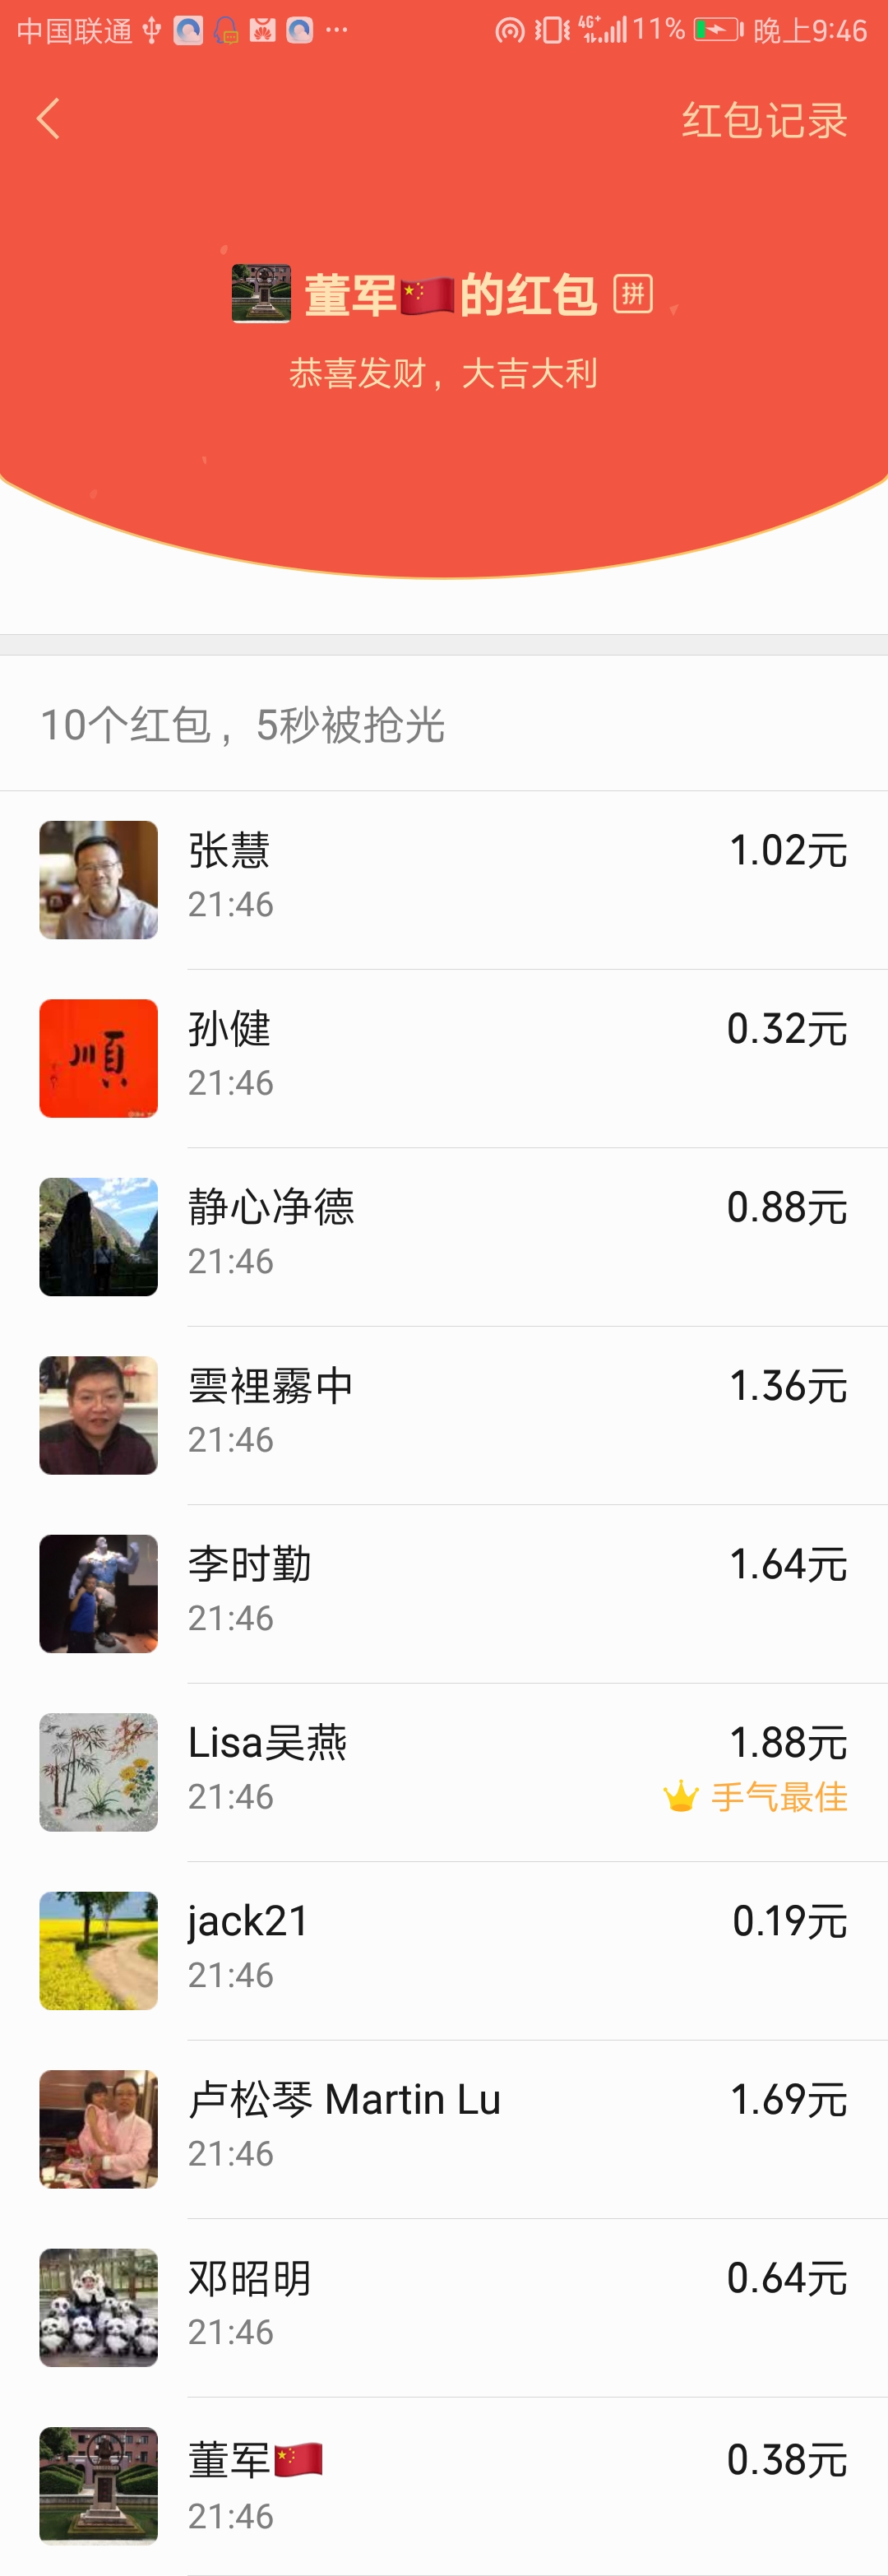 中国联通 4G+ 11% 晚上9:46
红包记录
董军🇨🇳的红包 拼
恭喜发财，大吉大利
10个红包，5秒被抢光
张慧 1.02元
21:46
孙健 0.32元
21:46
順
静心净德 0.88元
21:46
雲裡霧中 1.36元
21:46
李时勤 1.64元
21:46
Lisa吴燕 1.88元
21:46 手气最佳
jack21 0.19元
21:46
卢松琴 Martin Lu 1.69元
21:46
邓昭明 0.64元
21:46
董军🇨🇳 0.38元
21:46